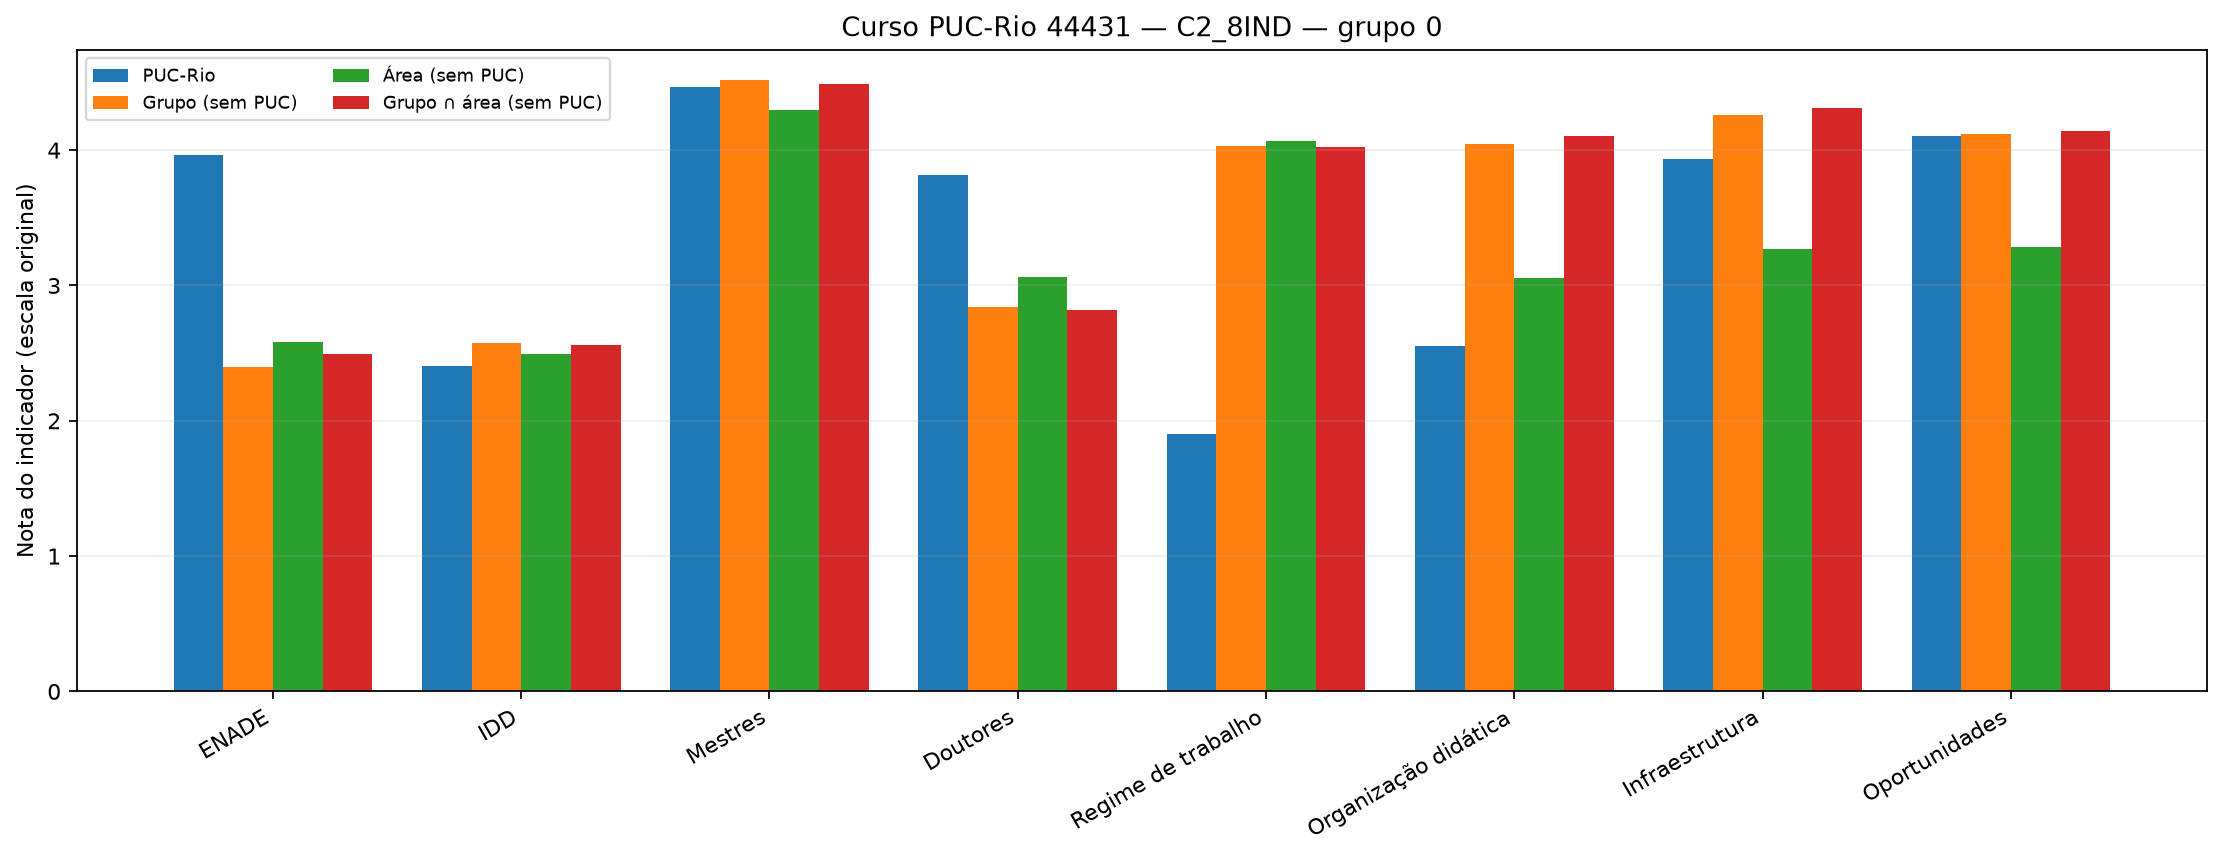 Curso PUC-Rio 44431 — C2_8IND — grupo 0
PUC-Rio
Grupo (sem PUC)
Área (sem PUC)
Grupo ∩ área (sem PUC)
Nota do indicador (escala original)
4
3
2
1
0
ENADE
IDD
Mestres
Doutores
Regime de trabalho
Organização didática
Infraestrutura
Oportunidades